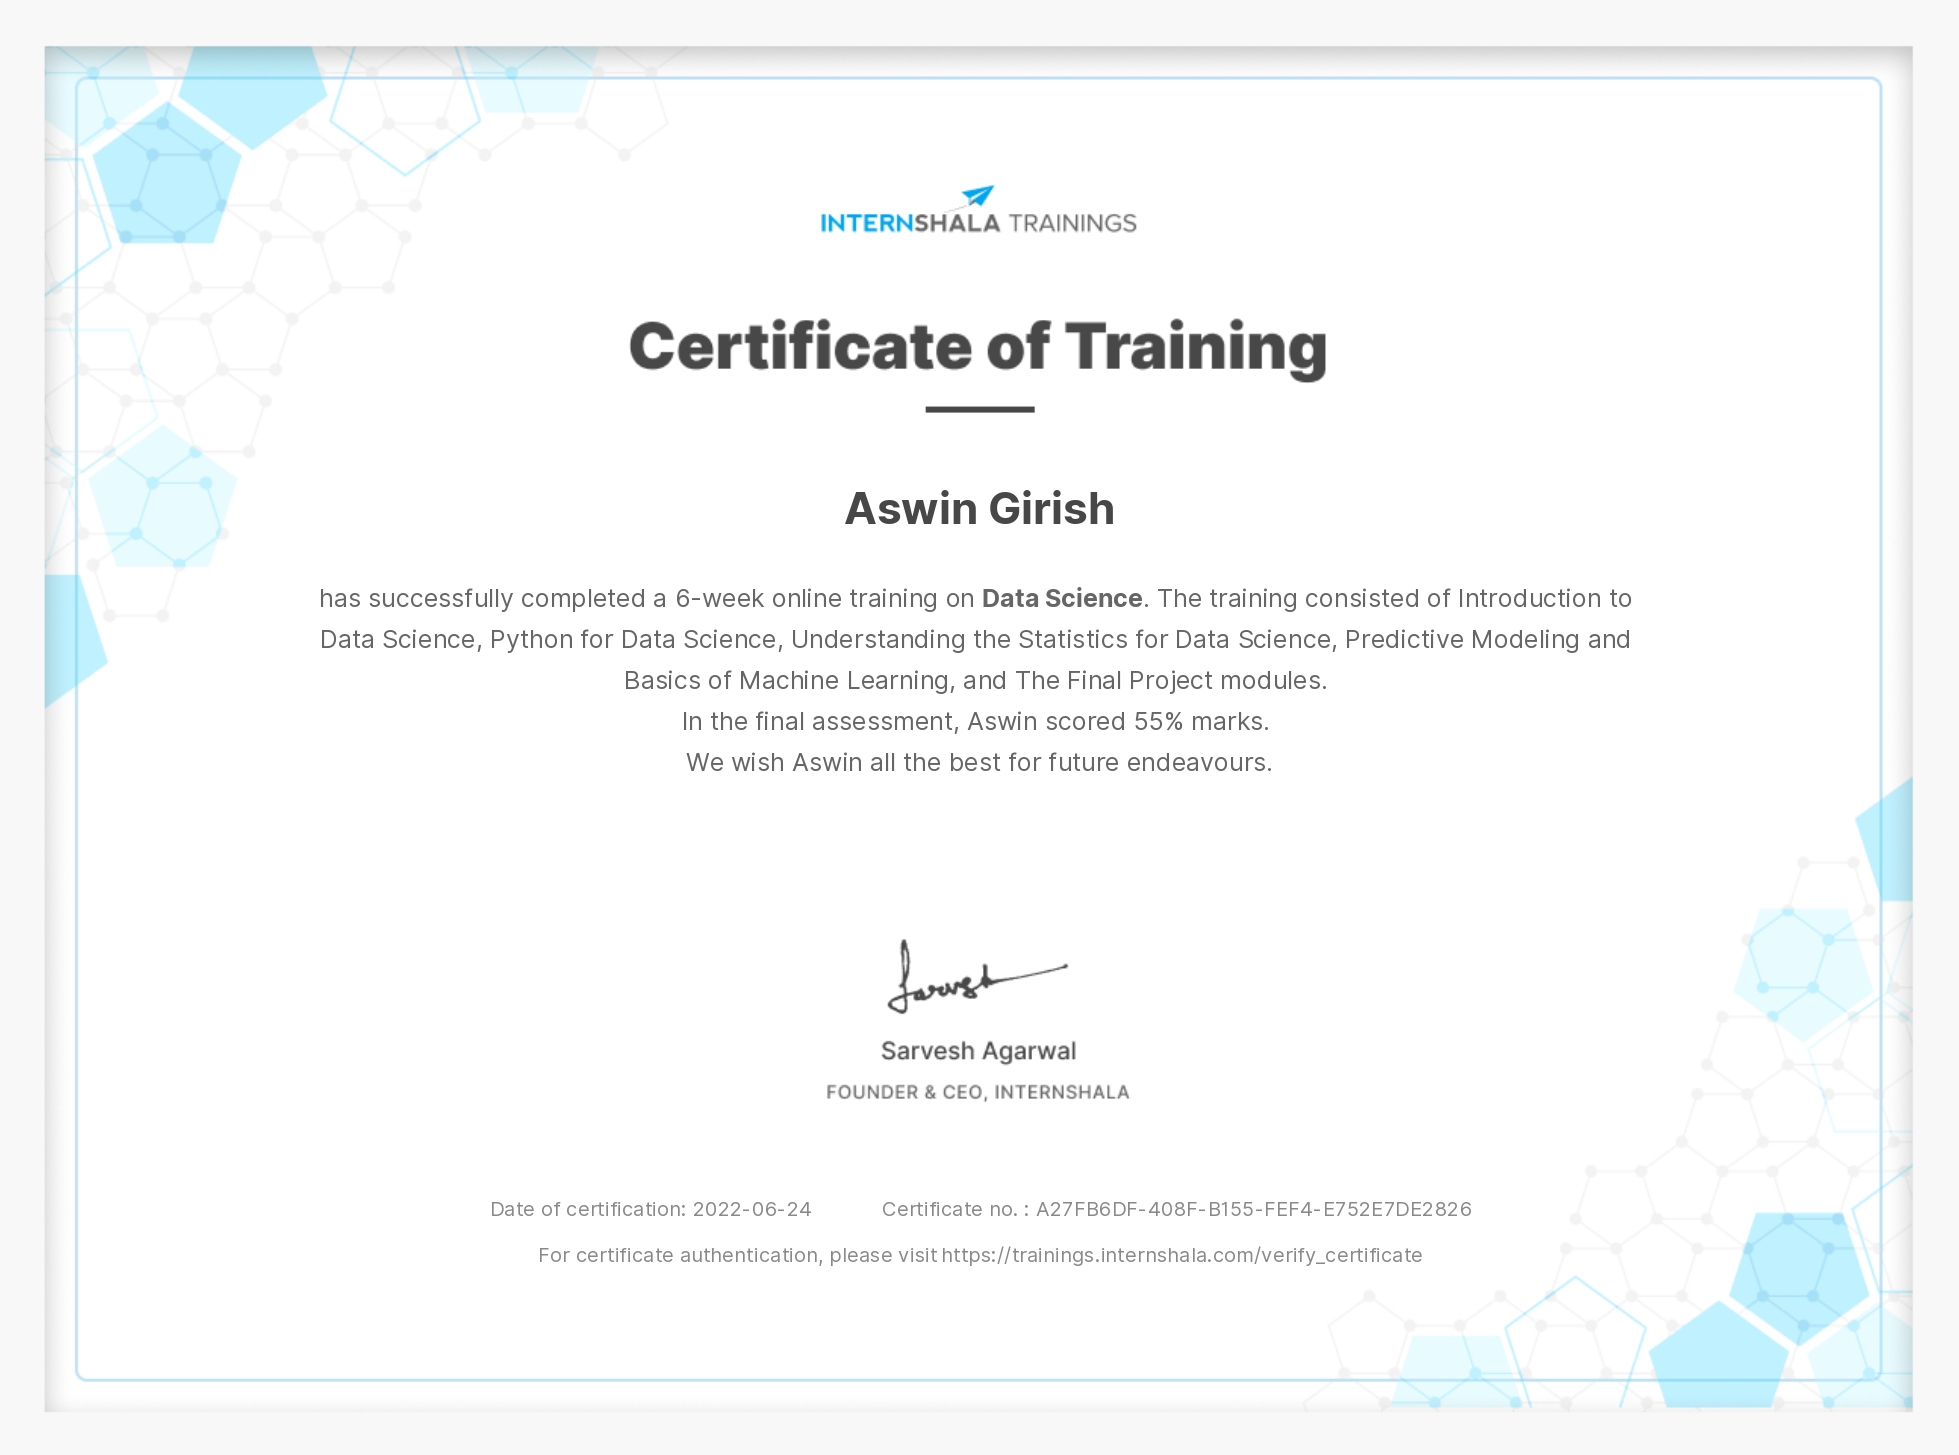 INTERNSHALA TRAININGS
Certificate of Training
Aswin Girish
has successfully completed a 6-week online training on Data Science. The training consisted of Introduction to
Data Science, Python for Data Science, Understanding the Statistics for Data Science, Predictive Modeling and
Basics of Machine Learning, and The Final Project modules.
In the final assessment, Aswin scored 55% marks.
We wish Aswin all the best for future endeavours.
Sarvesh
Sarvesh Agarwal
FOUNDER & CEO, INTERNSHALA
Date of certification: 2022-06-24 Certificate no. : A27FB6DF-408F-B155-FEF4-E752E7DE2826
For certificate authentication, please visit https://trainings.internshala.com/verify_certificate